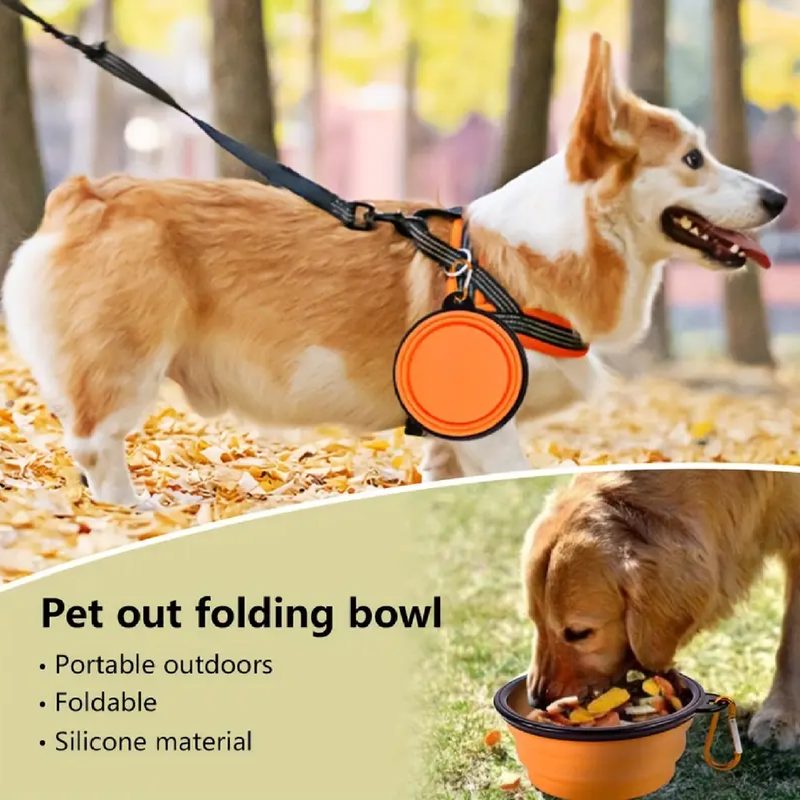 Pet out folding bowl
• Portable outdoors
• Foldable
• Silicone material